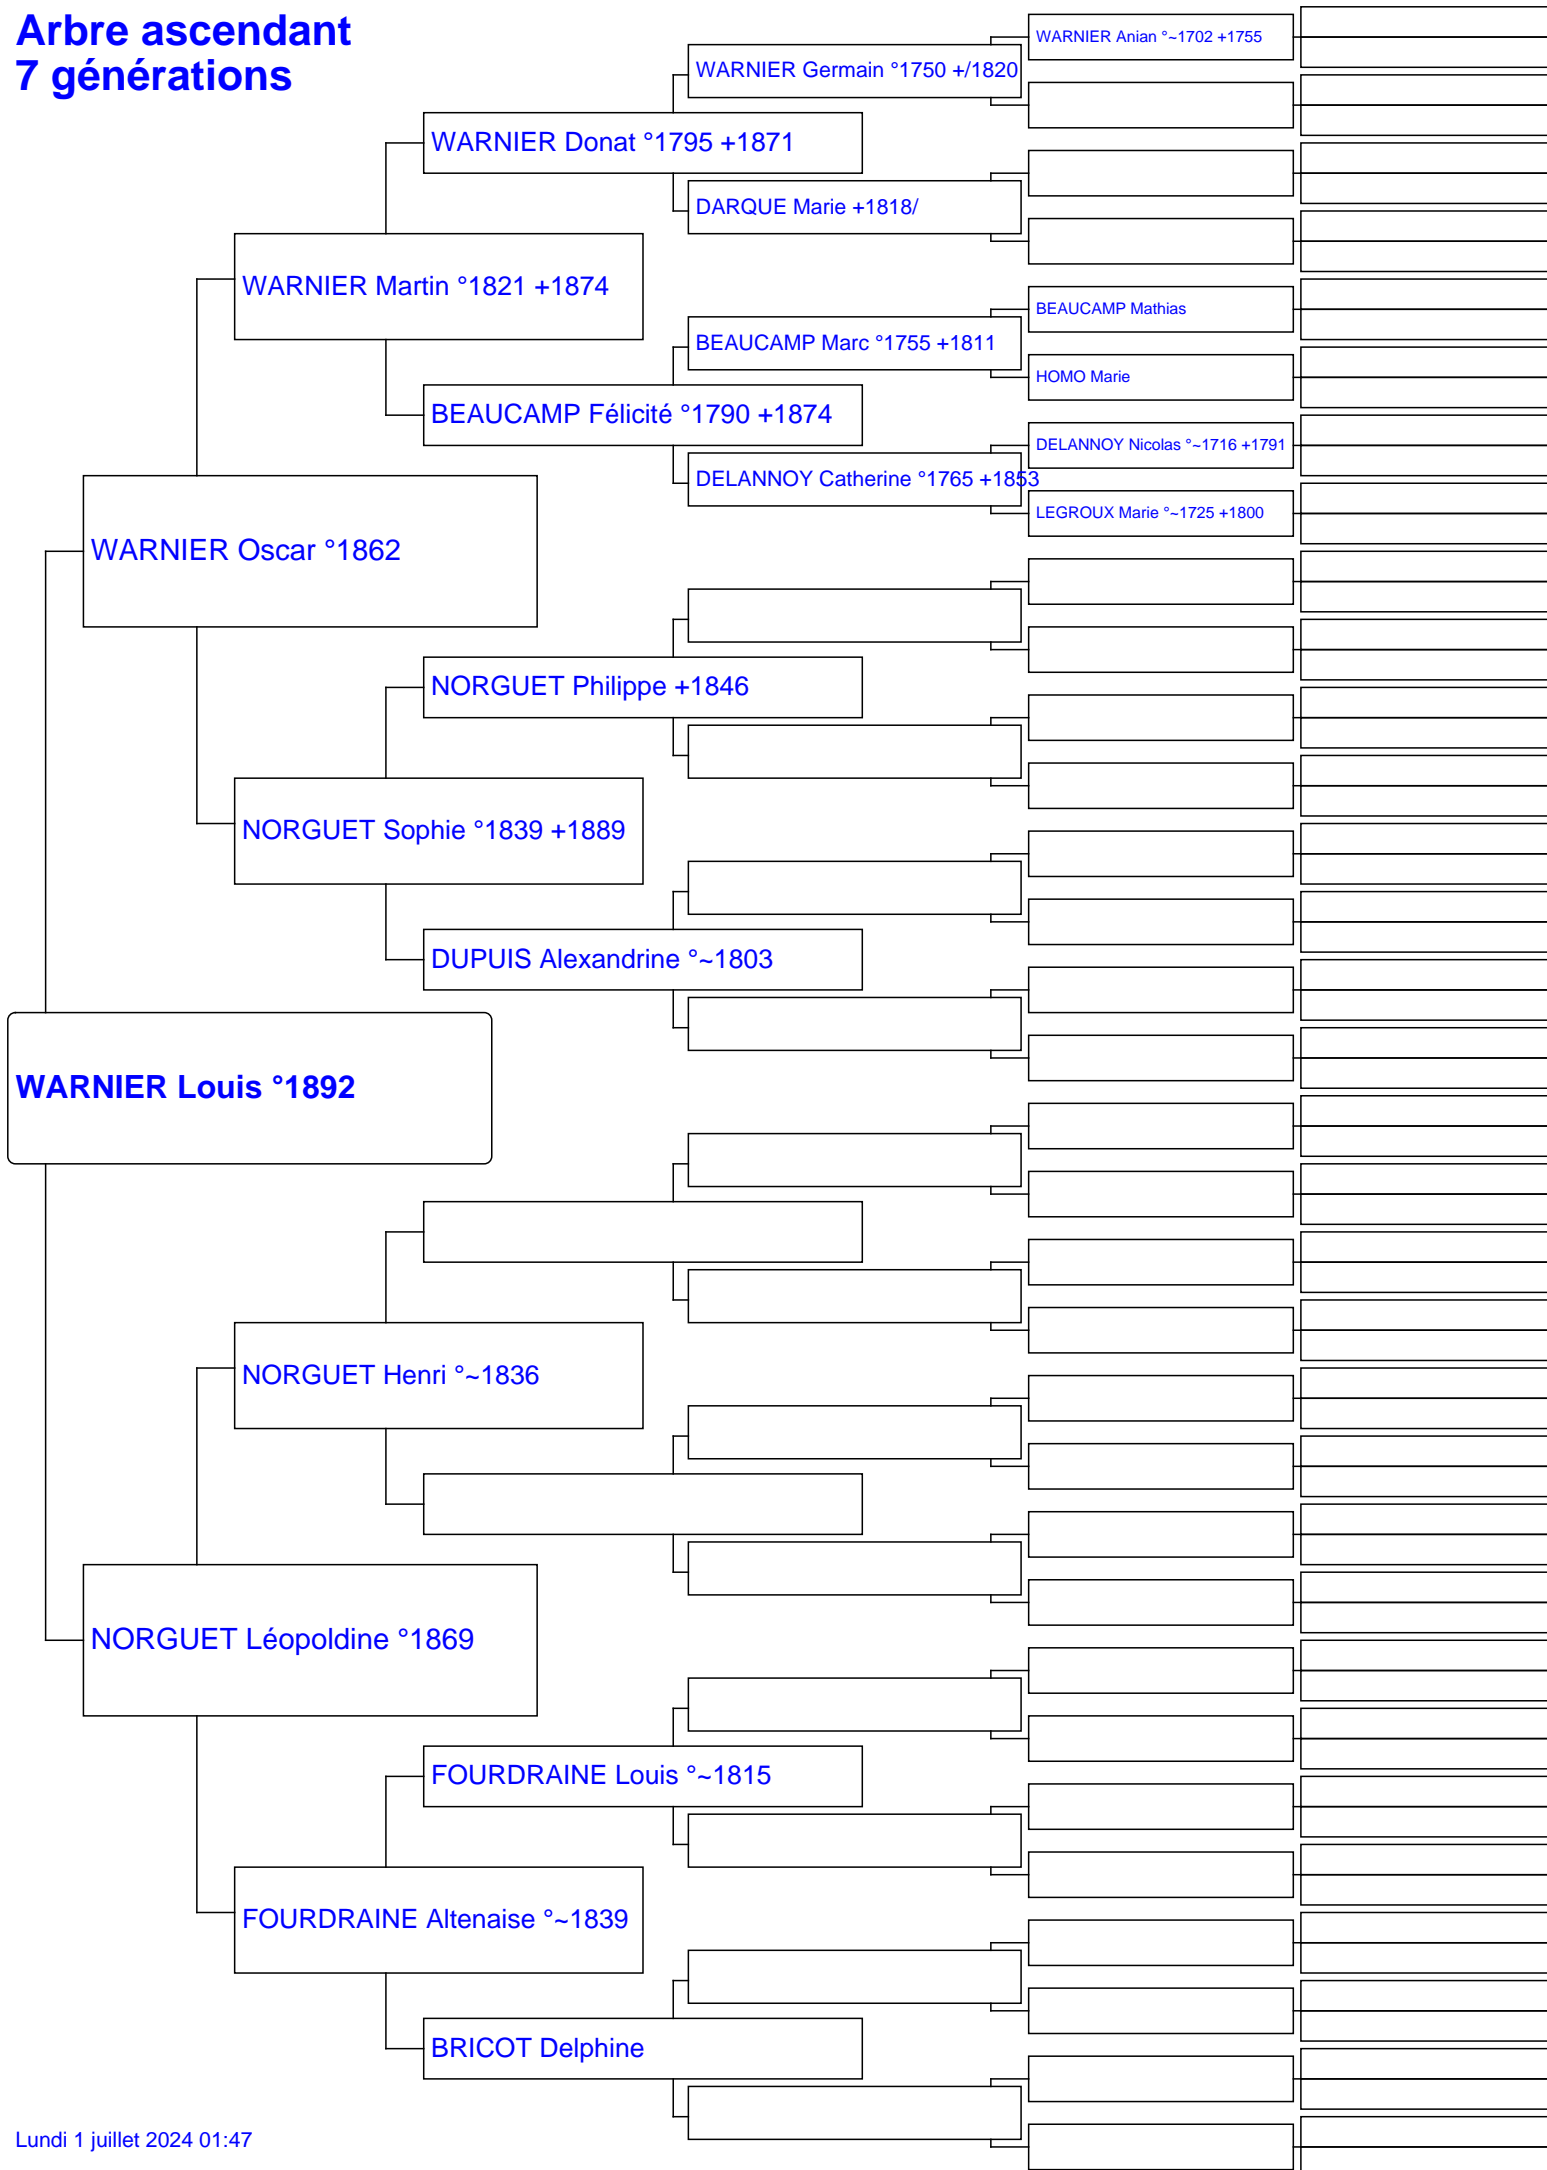 Arbre ascendant
7 générations
WARNIER Anian °~1702 +1755
WARNIER Germain °1750 +/1820
WARNIER Donat °1795 +1871
DARQUE Marie +1818/
WARNIER Martin °1821 +1874
BEAUCAMP Mathias
BEAUCAMP Marc °1755 +1811
HOMO Marie
BEAUCAMP Félicité °1790 +1874
DELANNOY Nicolas °~1716 +1791
DELANNOY Catherine °1765 +1853
LEGROUX Marie °~1725 +1800
WARNIER Oscar °1862
NORGUET Philippe +1846
NORGUET Sophie °1839 +1889
DUPUIS Alexandrine °~1803
WARNIER Louis °1892
NORGUET Henri °~1836
NORGUET Léopoldine °1869
FOURDRAINE Louis °~1815
FOURDRAINE Altenaise °~1839
BRICOT Delphine
Lundi 1 juillet 2024 01:47